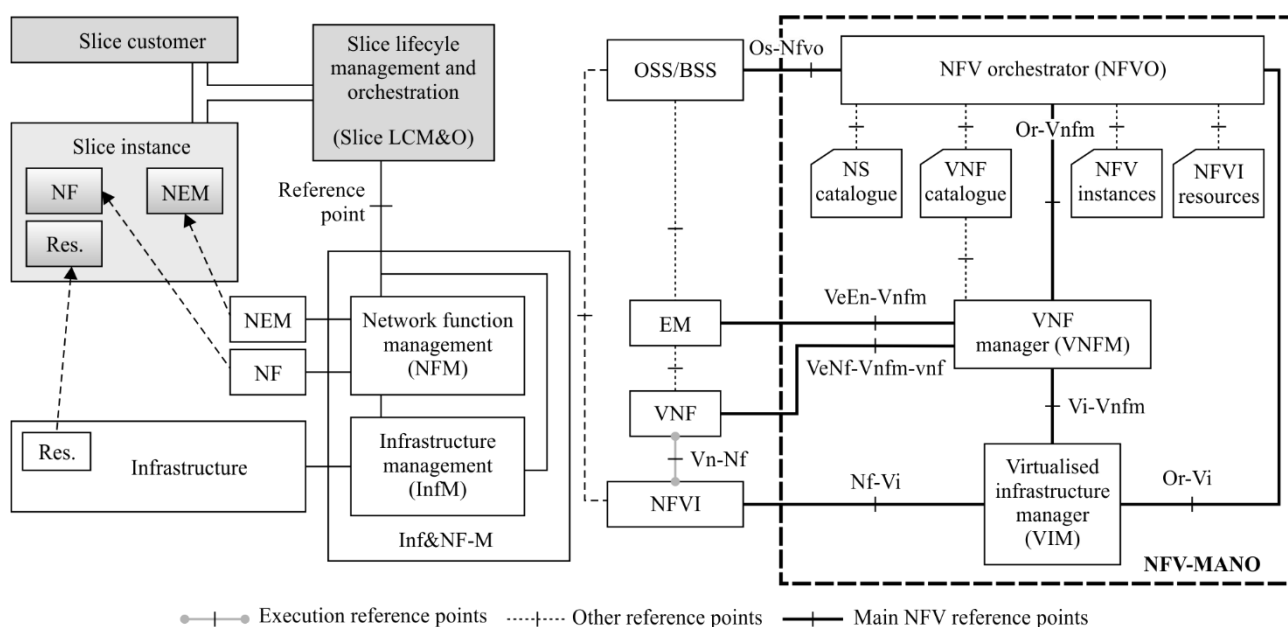 Slice customer
Slice lifecyle
management and
orchestration
(Slice LCM&O)
Slice instance
NF
NEM
Res.
Reference
point
NEM
NF
Network function
management
(NFM)
Res.
Infrastructure
Infrastructure
management
(InfM)
Inf&NF-M
OSS/BSS
Os-Nfvo
NFV orchestrator (NFVO)
Or-Vnfm
NS
catalogue
VNF
catalogue
NFV
instances
NFVI
resources
EM
VeEn-Vnfm
VNF
manager (VNFM)
VeNf-Vnfm-vnf
VNF
Vi-Vnfm
Vn-Nf
NFVI
Nf-Vi
Virtualised
infrastructure
manager
(VIM)
Or-Vi
NFV-MANO
Execution reference points
Other reference points
Main NFV reference points